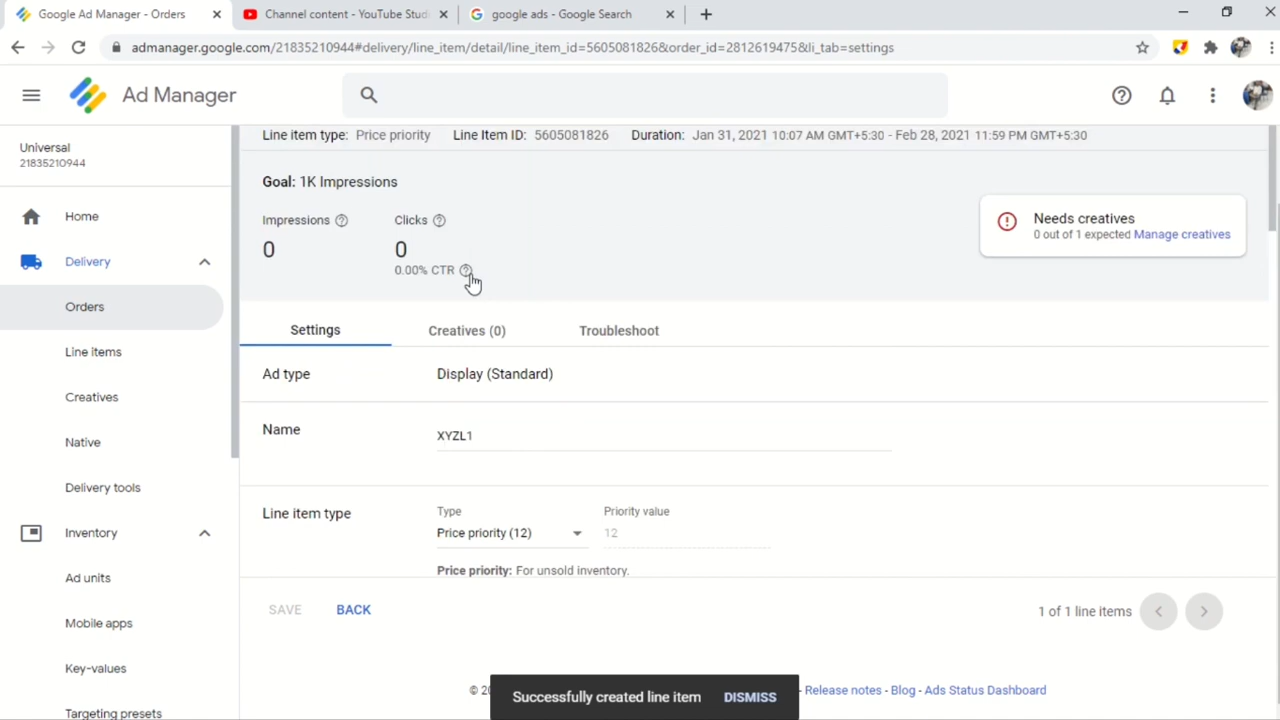 Google Ad Manager - Orders
Channel content - YouTube Stud
google ads - Google Search
admanager.google.com/21835210944#delivery/line_item/detail/line_item_id=5605081826&order_id=2812619475&li_tab=settings
Ad Manager
Universal
21835210944
Home
Delivery
Orders
Line items
Creatives
Native
Delivery tools
Inventory
Ad units
Mobile apps
Key-values
Targeting presets
Line item type: Price priority Line Item ID: 5605081826 Duration: Jan 31, 2021 10:07 AM GMT+5:30 - Feb 28, 2021 11:59 PM GMT+5:30
Goal: 1K Impressions
Impressions
Clicks
0
0
0.00% CTR
Needs creatives
0 out of 1 expected Manage creatives
Settings
Creatives (0)
Troubleshoot
Ad type
Display (Standard)
Name
XYZL1
Line item type
Type
Priority value
Price priority (12)
12
Price priority: For unsold inventory.
SAVE
BACK
1 of 1 line items
© 20
- Release notes - Blog - Ads Status Dashboard
Successfully created line item
DISMISS